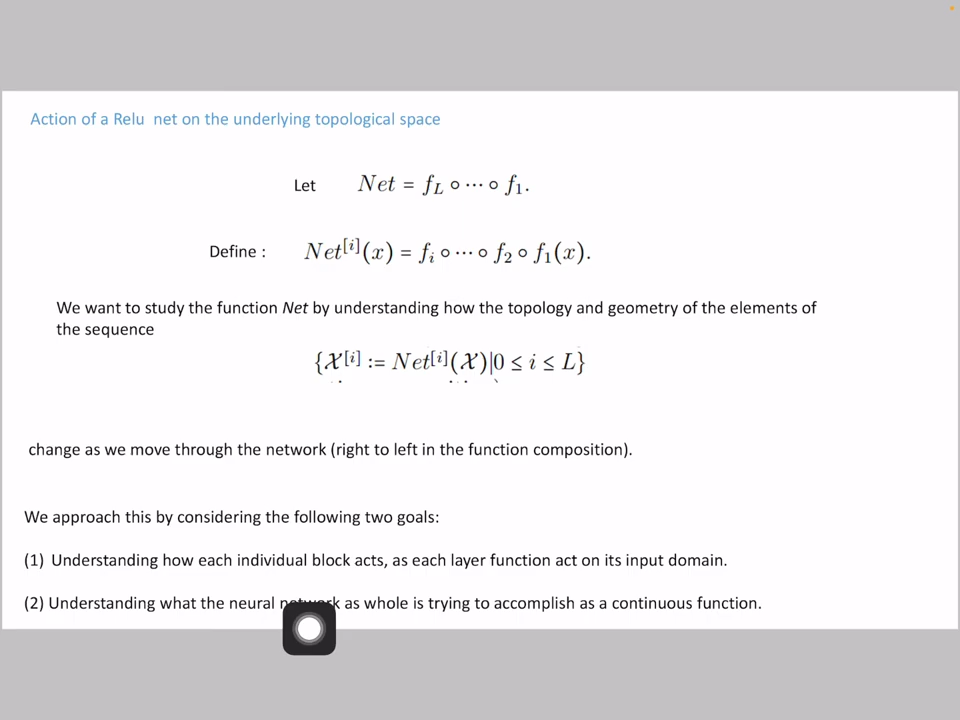 Action of a Relu net on the underlying topological space
Let Net = f_L ∘ ⋯ ∘ f_1.
Define : Net^{[i]}(x) = f_i ∘ ⋯ ∘ f_2 ∘ f_1(x).
We want to study the function Net by understanding how the topology and geometry of the elements of
the sequence
{𝒳^{[i]} := Net^{[i]}(𝒳)|0 ≤ i ≤ L}
change as we move through the network (right to left in the function composition).
We approach this by considering the following two goals:
(1) Understanding how each individual block acts, as each layer function act on its input domain.
(2) Understanding what the neural network as whole is trying to accomplish as a continuous function.